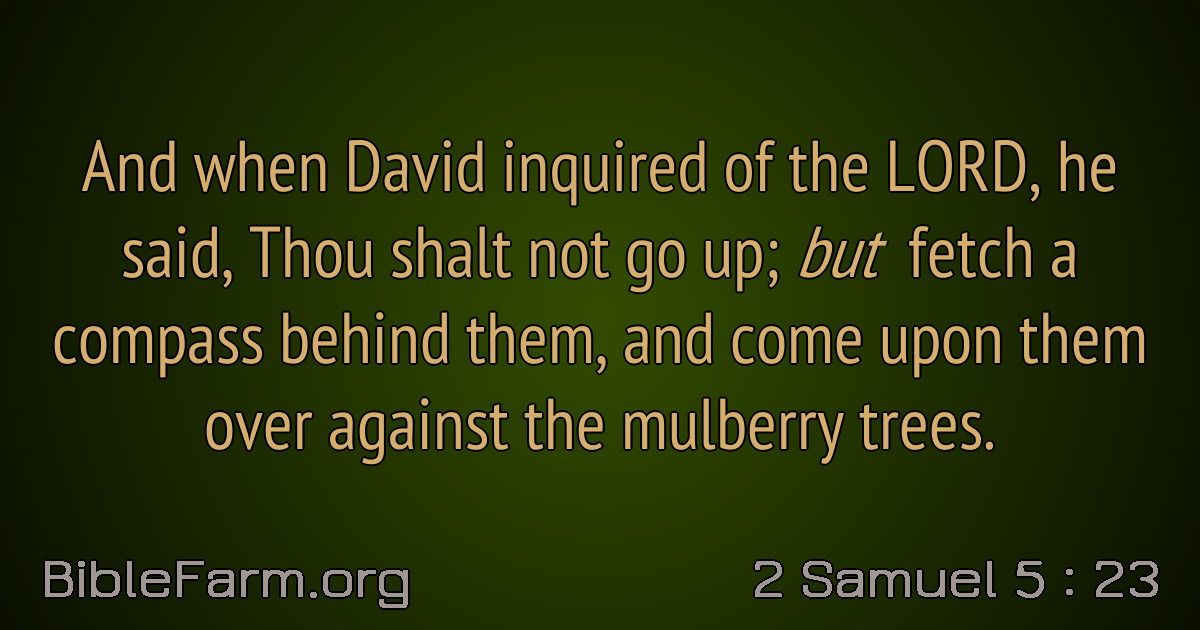 And when David inquired of the LORD, he
said, Thou shalt not go up; but fetch a
compass behind them, and come upon them
over against the mulberry trees.
BibleFarm.org
2 Samuel 5 : 23